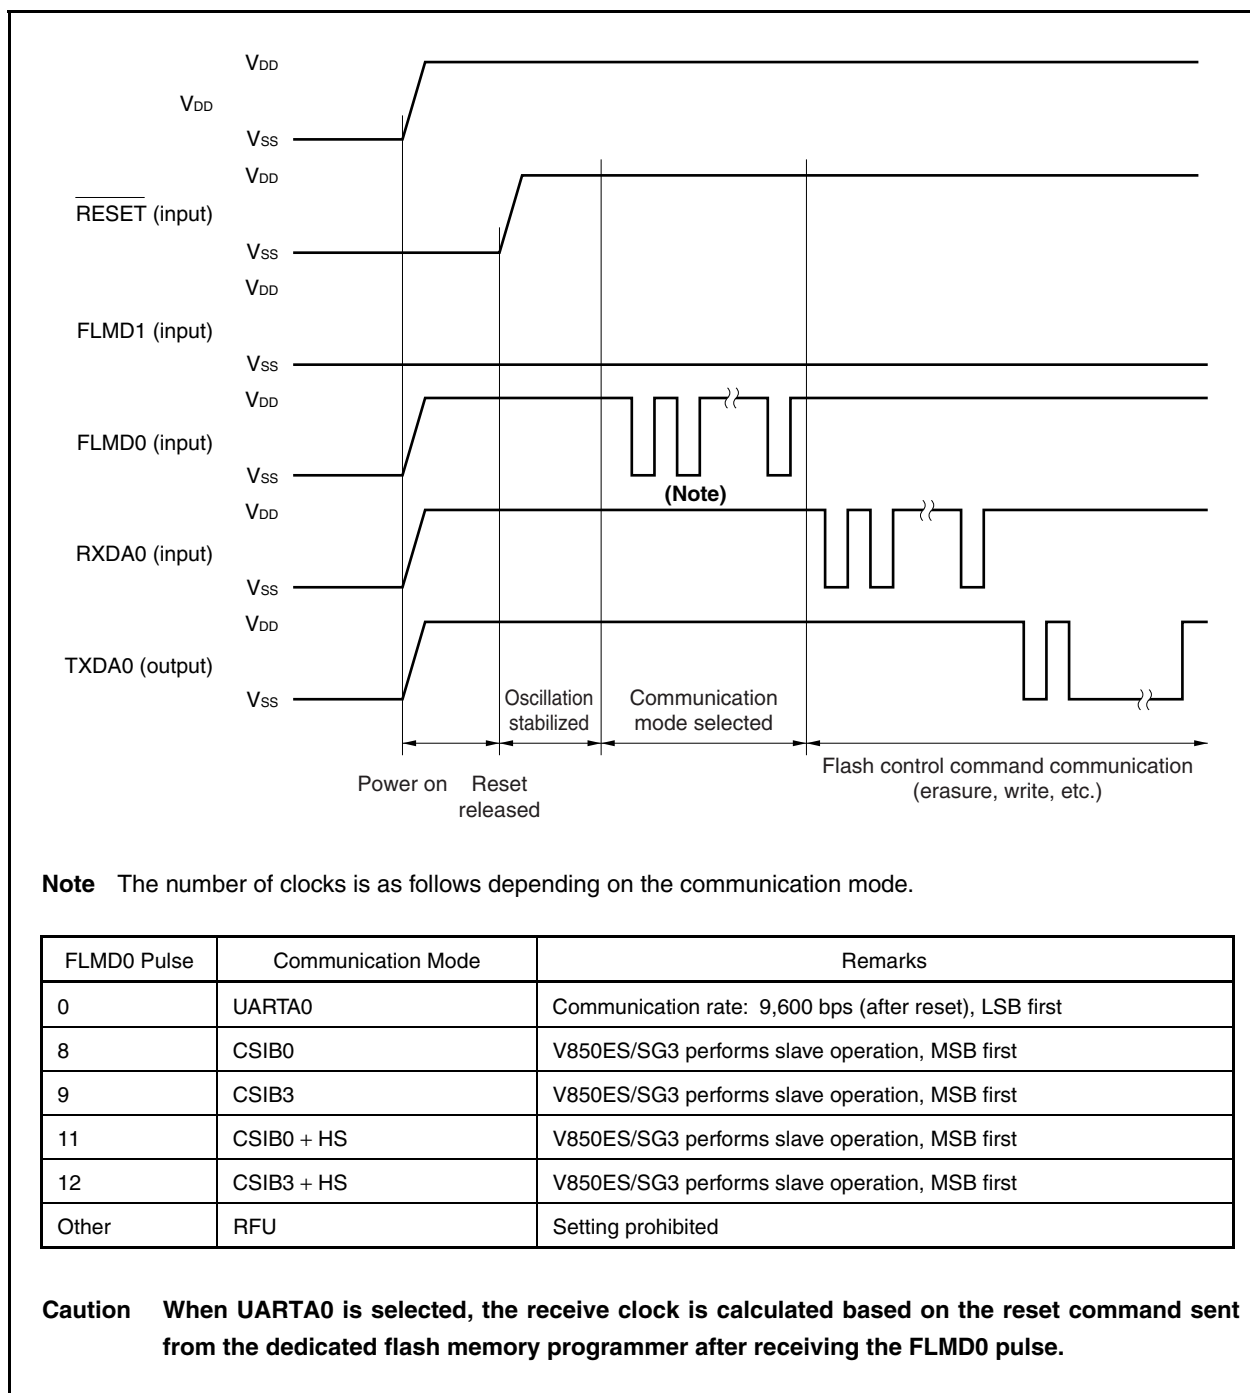 VDD
VDD
VSS
VDD
RESET (input)
VSS
VDD
FLMD1 (input)
VSS
VDD
FLMD0 (input)
VSS
(Note)
VDD
RXDA0 (input)
VSS
VDD
TXDA0 (output)
VSS
Oscillation
stabilized
Communication
mode selected
Power on
Reset
released
Flash control command communication
(erasure, write, etc.)
Note The number of clocks is as follows depending on the communication mode.
FLMD0 Pulse Communication Mode Remarks
0 UARTA0 Communication rate: 9,600 bps (after reset), LSB first
8 CSIB0 V850ES/SG3 performs slave operation, MSB first
9 CSIB3 V850ES/SG3 performs slave operation, MSB first
11 CSIB0 + HS V850ES/SG3 performs slave operation, MSB first
12 CSIB3 + HS V850ES/SG3 performs slave operation, MSB first
Other RFU Setting prohibited
Caution When UARTA0 is selected, the receive clock is calculated based on the reset command sent
from the dedicated flash memory programmer after receiving the FLMD0 pulse.